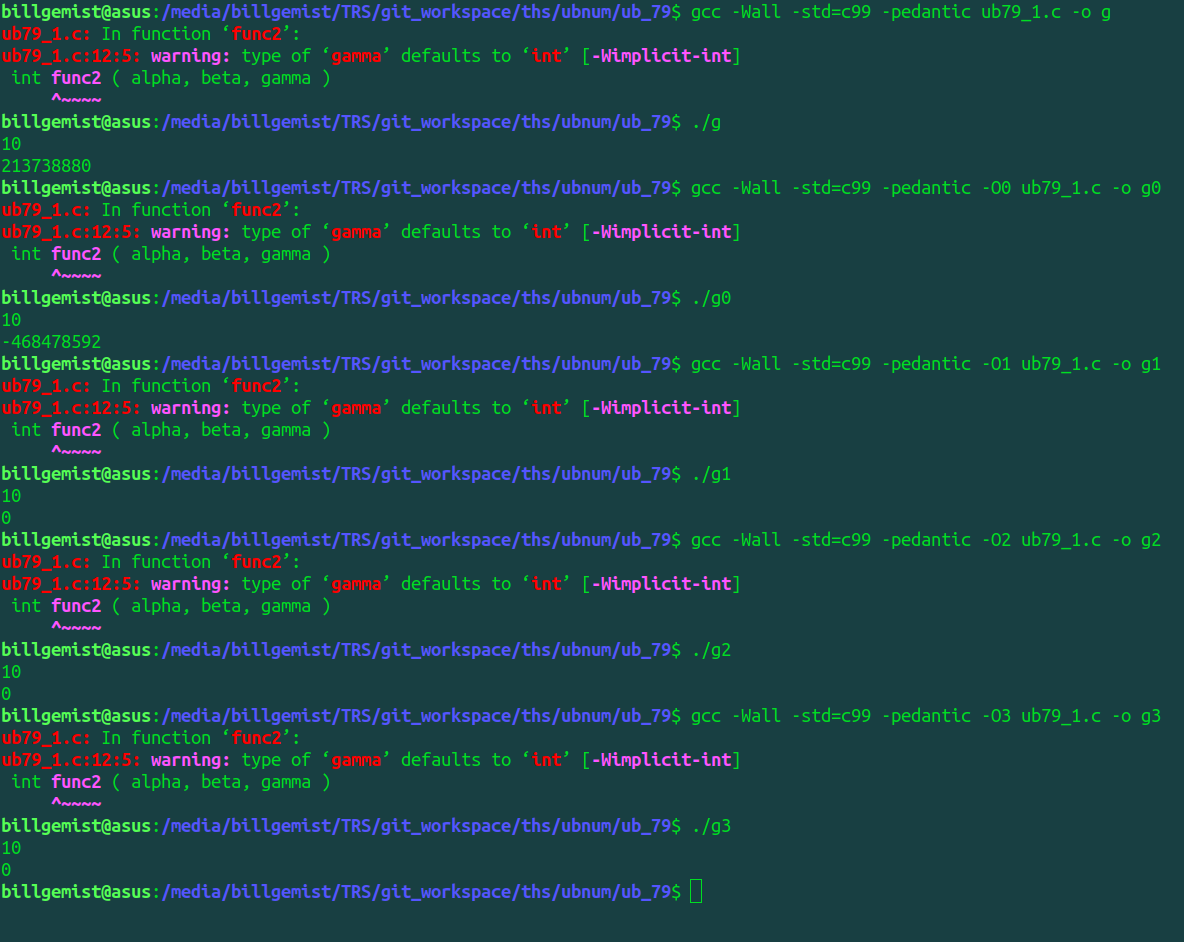 billgemist@asus:/media/billgemist/TRS/git_workspace/ths/ubnum/ub_79$ gcc -Wall -std=c99 -pedantic ub79_1.c -o g
ub79_1.c: In function ‘func2’:
ub79_1.c:12:5: warning: type of ‘gamma’ defaults to ‘int’ [-Wimplicit-int]
 int func2 ( alpha, beta, gamma )
     ^~~~~
billgemist@asus:/media/billgemist/TRS/git_workspace/ths/ubnum/ub_79$ ./g
10
213738880
billgemist@asus:/media/billgemist/TRS/git_workspace/ths/ubnum/ub_79$ gcc -Wall -std=c99 -pedantic -O0 ub79_1.c -o g0
ub79_1.c: In function ‘func2’:
ub79_1.c:12:5: warning: type of ‘gamma’ defaults to ‘int’ [-Wimplicit-int]
 int func2 ( alpha, beta, gamma )
     ^~~~~
billgemist@asus:/media/billgemist/TRS/git_workspace/ths/ubnum/ub_79$ ./g0
10
-468478592
billgemist@asus:/media/billgemist/TRS/git_workspace/ths/ubnum/ub_79$ gcc -Wall -std=c99 -pedantic -O1 ub79_1.c -o g1
ub79_1.c: In function ‘func2’:
ub79_1.c:12:5: warning: type of ‘gamma’ defaults to ‘int’ [-Wimplicit-int]
 int func2 ( alpha, beta, gamma )
     ^~~~~
billgemist@asus:/media/billgemist/TRS/git_workspace/ths/ubnum/ub_79$ ./g1
10
0
billgemist@asus:/media/billgemist/TRS/git_workspace/ths/ubnum/ub_79$ gcc -Wall -std=c99 -pedantic -O2 ub79_1.c -o g2
ub79_1.c: In function ‘func2’:
ub79_1.c:12:5: warning: type of ‘gamma’ defaults to ‘int’ [-Wimplicit-int]
 int func2 ( alpha, beta, gamma )
     ^~~~~
billgemist@asus:/media/billgemist/TRS/git_workspace/ths/ubnum/ub_79$ ./g2
10
0
billgemist@asus:/media/billgemist/TRS/git_workspace/ths/ubnum/ub_79$ gcc -Wall -std=c99 -pedantic -O3 ub79_1.c -o g3
ub79_1.c: In function ‘func2’:
ub79_1.c:12:5: warning: type of ‘gamma’ defaults to ‘int’ [-Wimplicit-int]
 int func2 ( alpha, beta, gamma )
     ^~~~~
billgemist@asus:/media/billgemist/TRS/git_workspace/ths/ubnum/ub_79$ ./g3
10
0
billgemist@asus:/media/billgemist/TRS/git_workspace/ths/ubnum/ub_79$